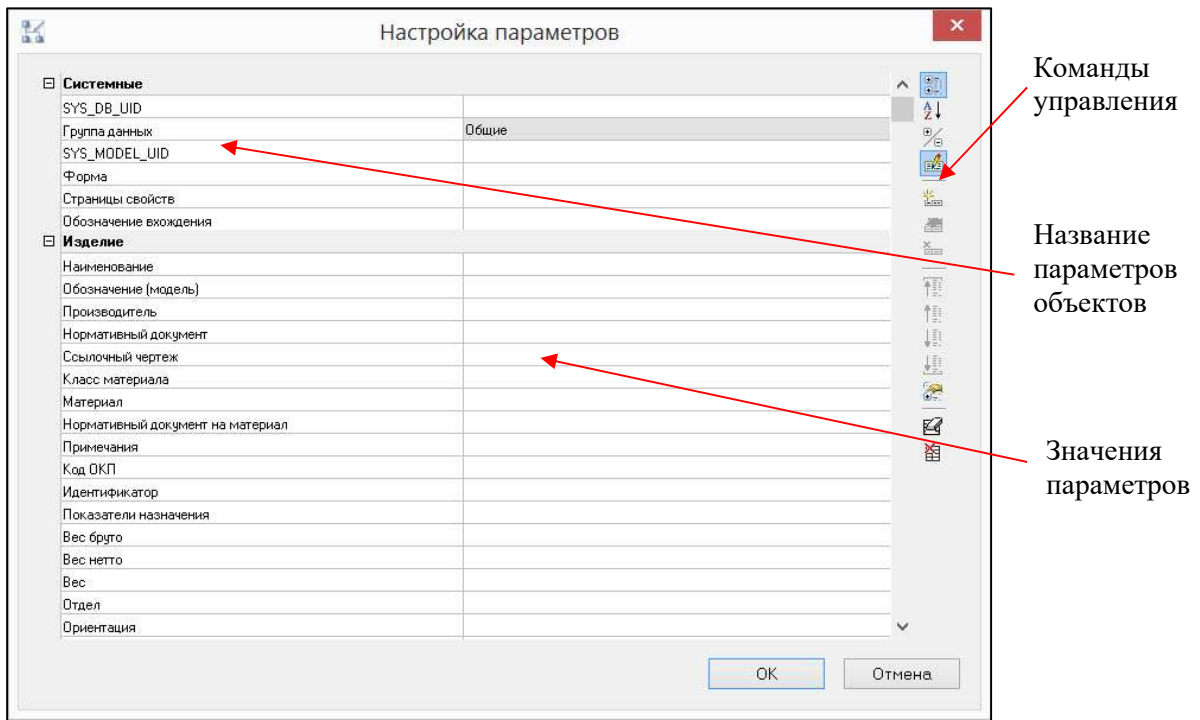 Настройка параметров
Системные
SYS_DB_UID
Группа данных Общие
SYS_MODEL_UID
Форма
Страницы свойств
Обозначение вхождения
Изделие
Наименование
Обозначение (модель)
Производитель
Нормативный документ
Ссылочный чертеж
Класс материала
Материал
Нормативный документ на материал
Примечания
Код ОКП
Идентификатор
Показатели назначения
Вес бруто
Вес нетто
Вес
Отдел
Ориентация
ОК
Отмена
Команды
управления
Название
параметров
объектов
Значения
параметров